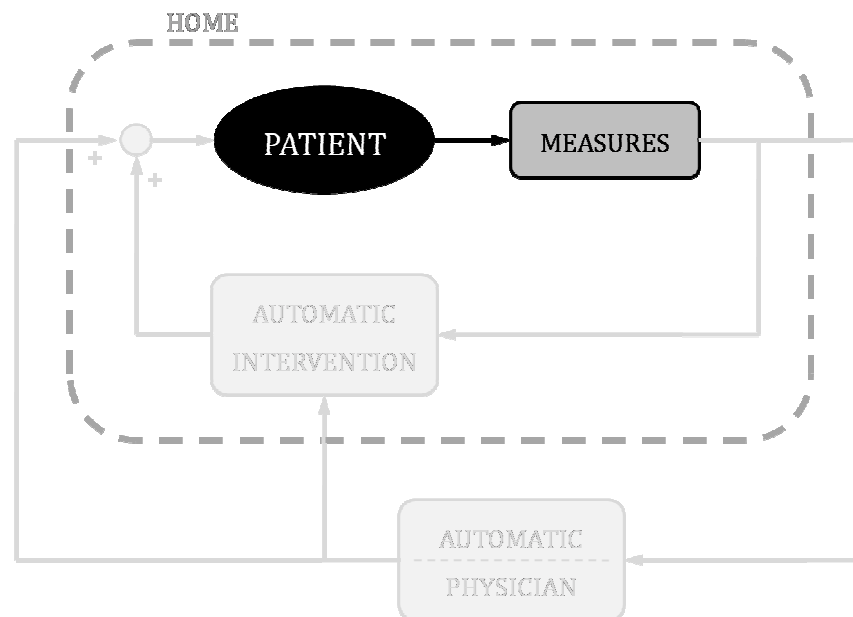 HOME
PATIENT
MEASURES
+
+
AUTOMATIC
INTERVENTION
AUTOMATIC
PHYSICIAN